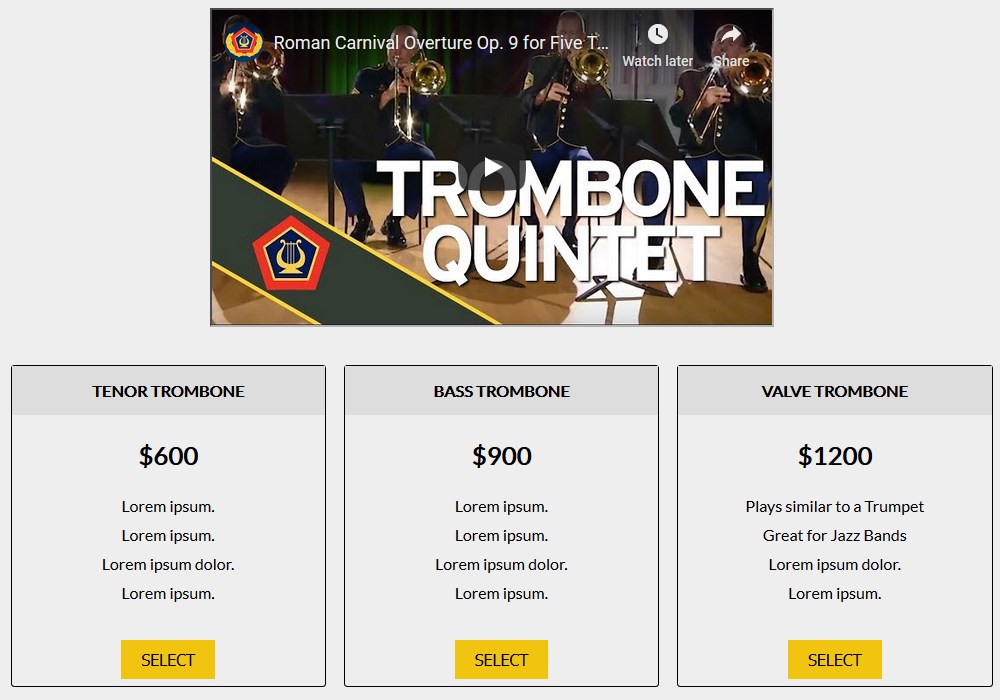 Roman Carnival Overture Op. 9 for Five T...
Watch later
Share
TROMBONE
QUINTET
TENOR TROMBONE
$600
Lorem ipsum.
Lorem ipsum.
Lorem ipsum dolor.
Lorem ipsum.
SELECT
BASS TROMBONE
$900
Lorem ipsum.
Lorem ipsum.
Lorem ipsum dolor.
Lorem ipsum.
SELECT
VALVE TROMBONE
$1200
Plays similar to a Trumpet
Great for Jazz Bands
Lorem ipsum dolor.
Lorem ipsum.
SELECT